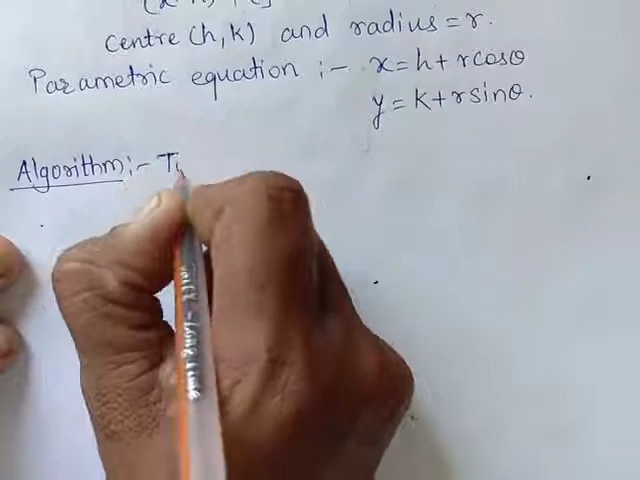 centre (h, k) and radius = r.
Parametric equation :- x = h + r cosθ
y = k + r sinθ.
Algorithm :- T